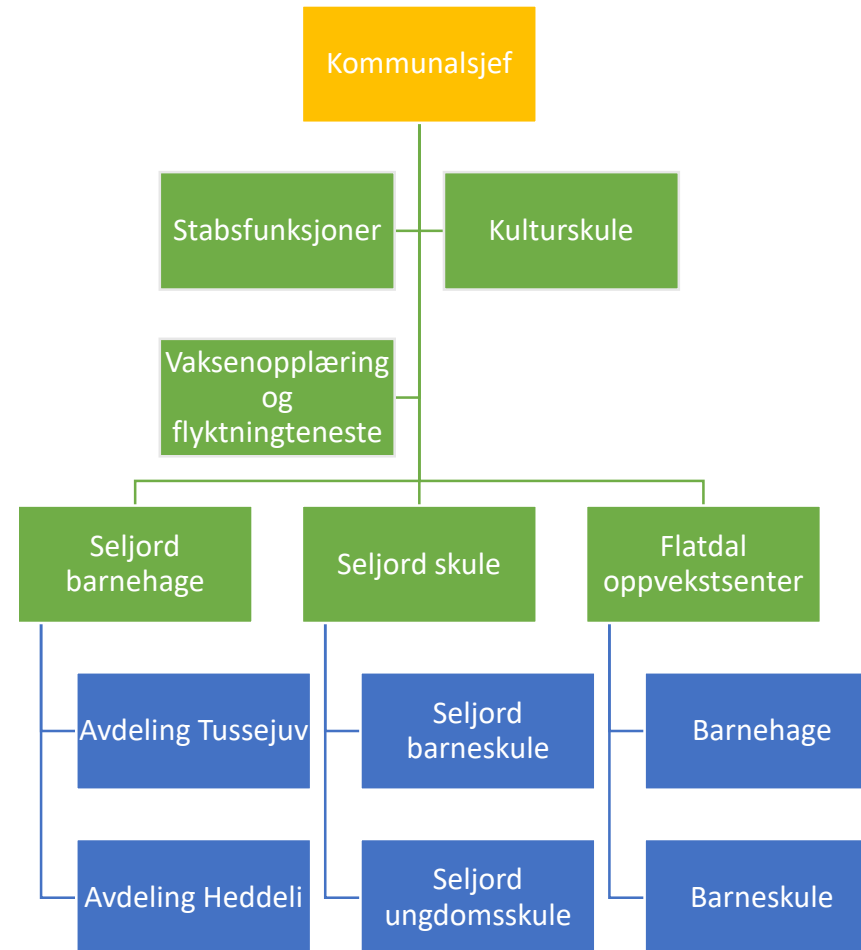 Kommunalsjef
Stabsfunksjoner
Kulturskule
Vaksenopplæring
og
flyktningteneste
Seljord
barnehage
Seljord skule
Flatdal
oppvekstsenter
Avdeling Tussejuv
Seljord
barneskule
Barnehage
Avdeling Heddeli
Seljord
ungdomsskule
Barneskule